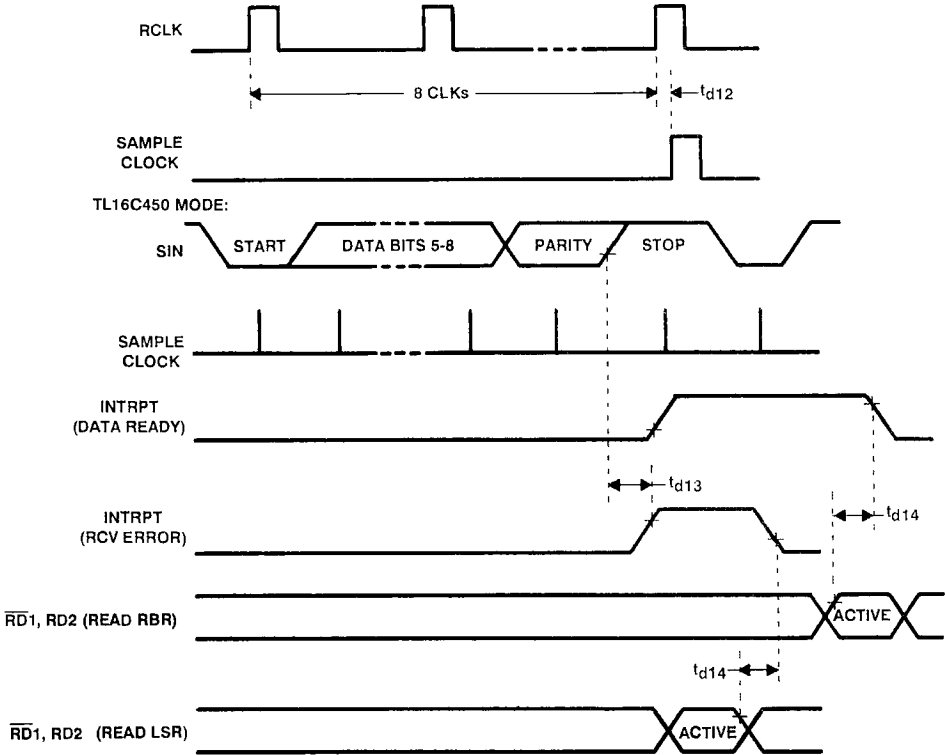 RCLK
8 CLKs
td12
SAMPLE
CLOCK
TL16C450 MODE:
SIN
START
DATA BITS 5-8
PARITY
STOP
SAMPLE
CLOCK
INTRPT
(DATA READY)
td13
td14
INTRPT
(RCV ERROR)
RD1, RD2 (READ RBR)
ACTIVE
td14
RD1, RD2 (READ LSR)
ACTIVE